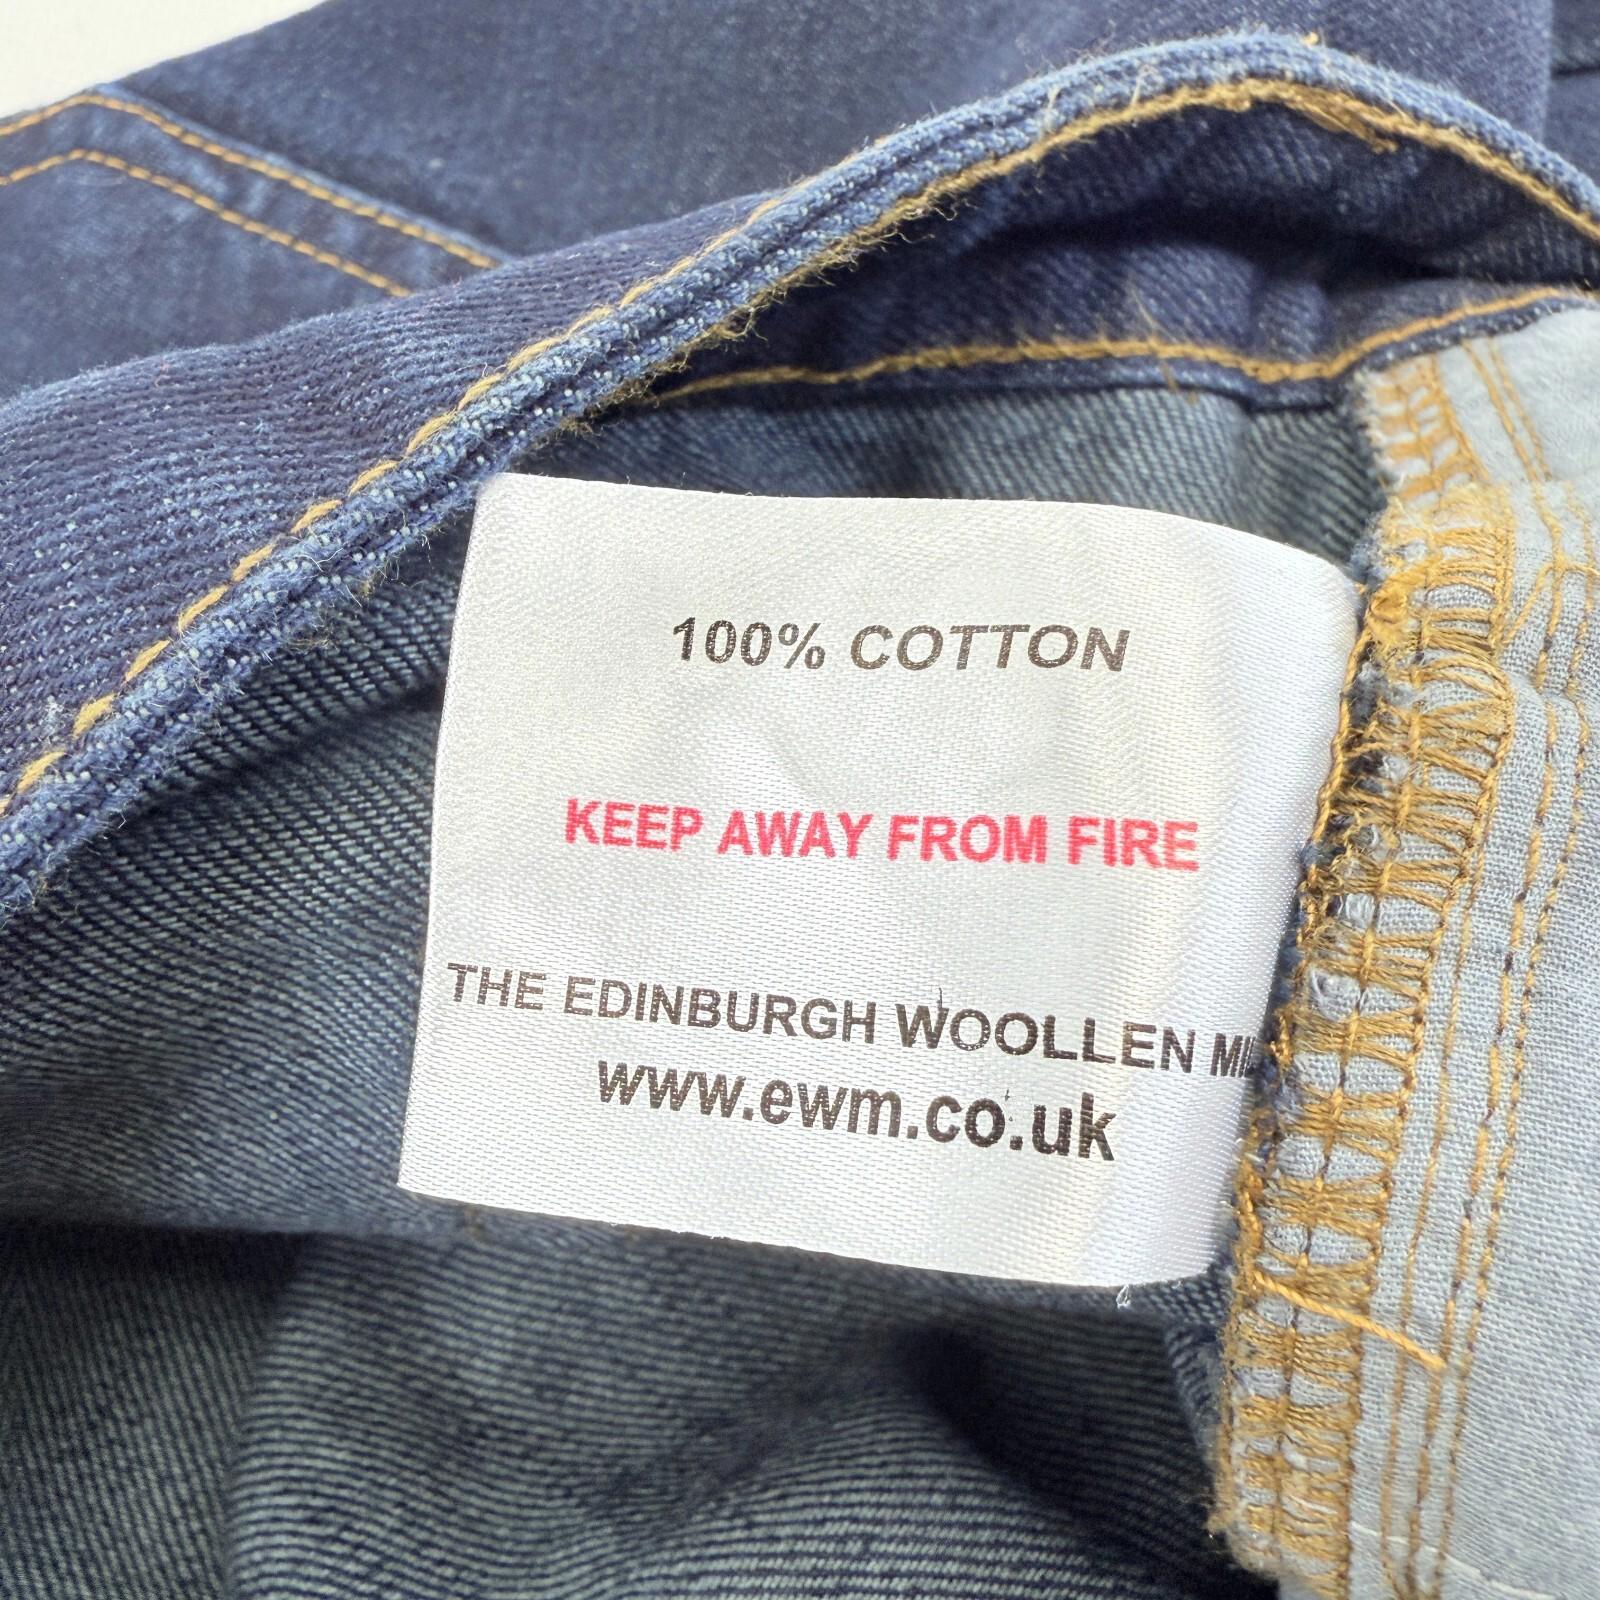 100% COTTON
KEEP AWAY FROM FIRE
THE EDINBURGH WOOLLEN
www.ewm.co.uk